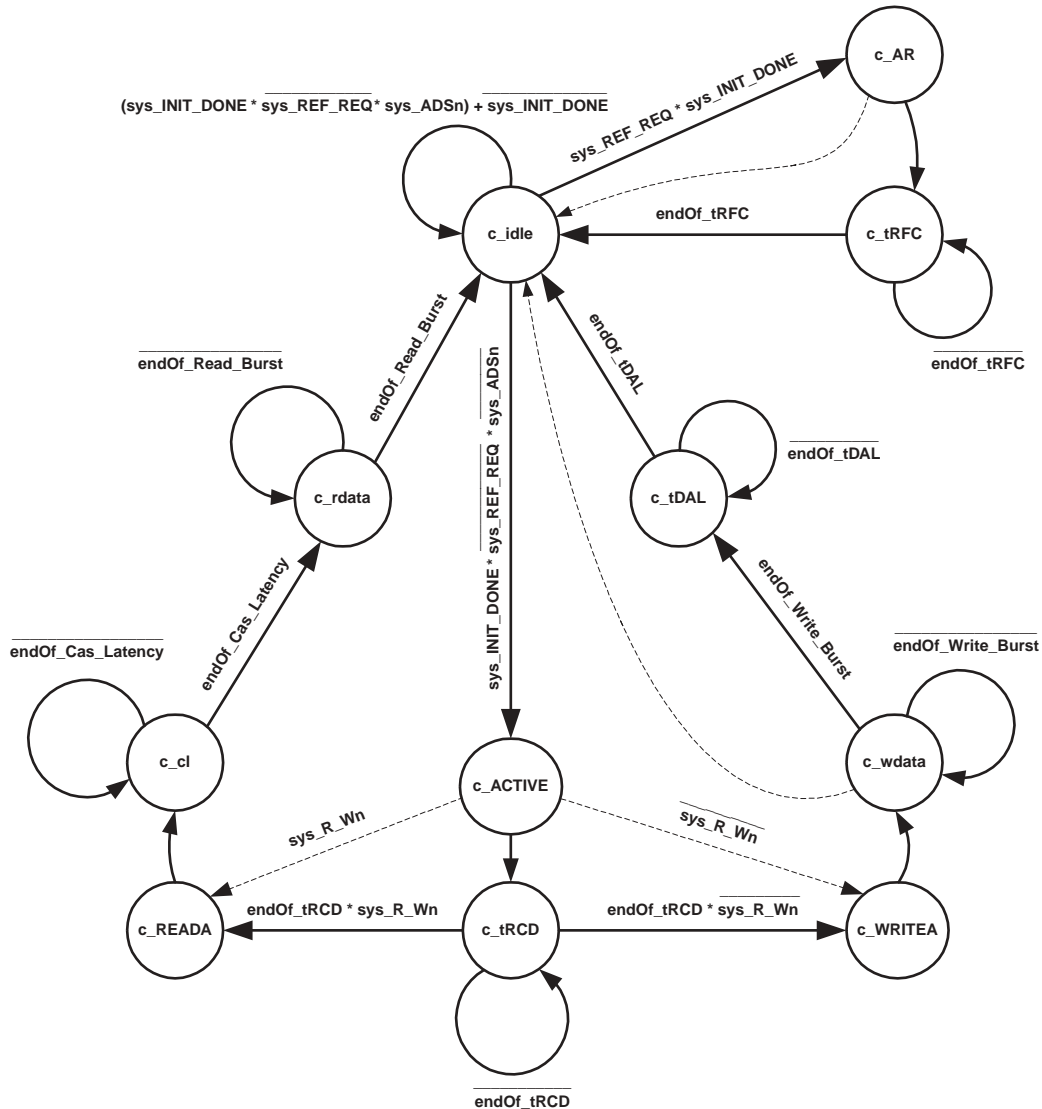 c_AR
sys_REF_REQ * sys_INIT_DONE
(sys_INIT_DONE * sys_REF_REQ * sys_ADSn) + sys_INIT_DONE
c_idle
endOf_tRFC
c_tRFC
endOf_tRFC
endOf_Read_Burst
endOf_Read_Burst
sys_INIT_DONE * sys_REF_REQ * sys_ADSn
endOf_tDAL
endOf_tDAL
c_rdata
c_tDAL
endOf_Cas_Latency
endOf_Cas_Latency
endOf_Write_Burst
endOf_Write_Burst
c_cl
c_ACTIVE
c_wdata
sys_R_Wn
sys_R_Wn
c_READA
endOf_tRCD * sys_R_Wn
c_tRCD
endOf_tRCD * sys_R_Wn
c_WRITEA
endOf_tRCD